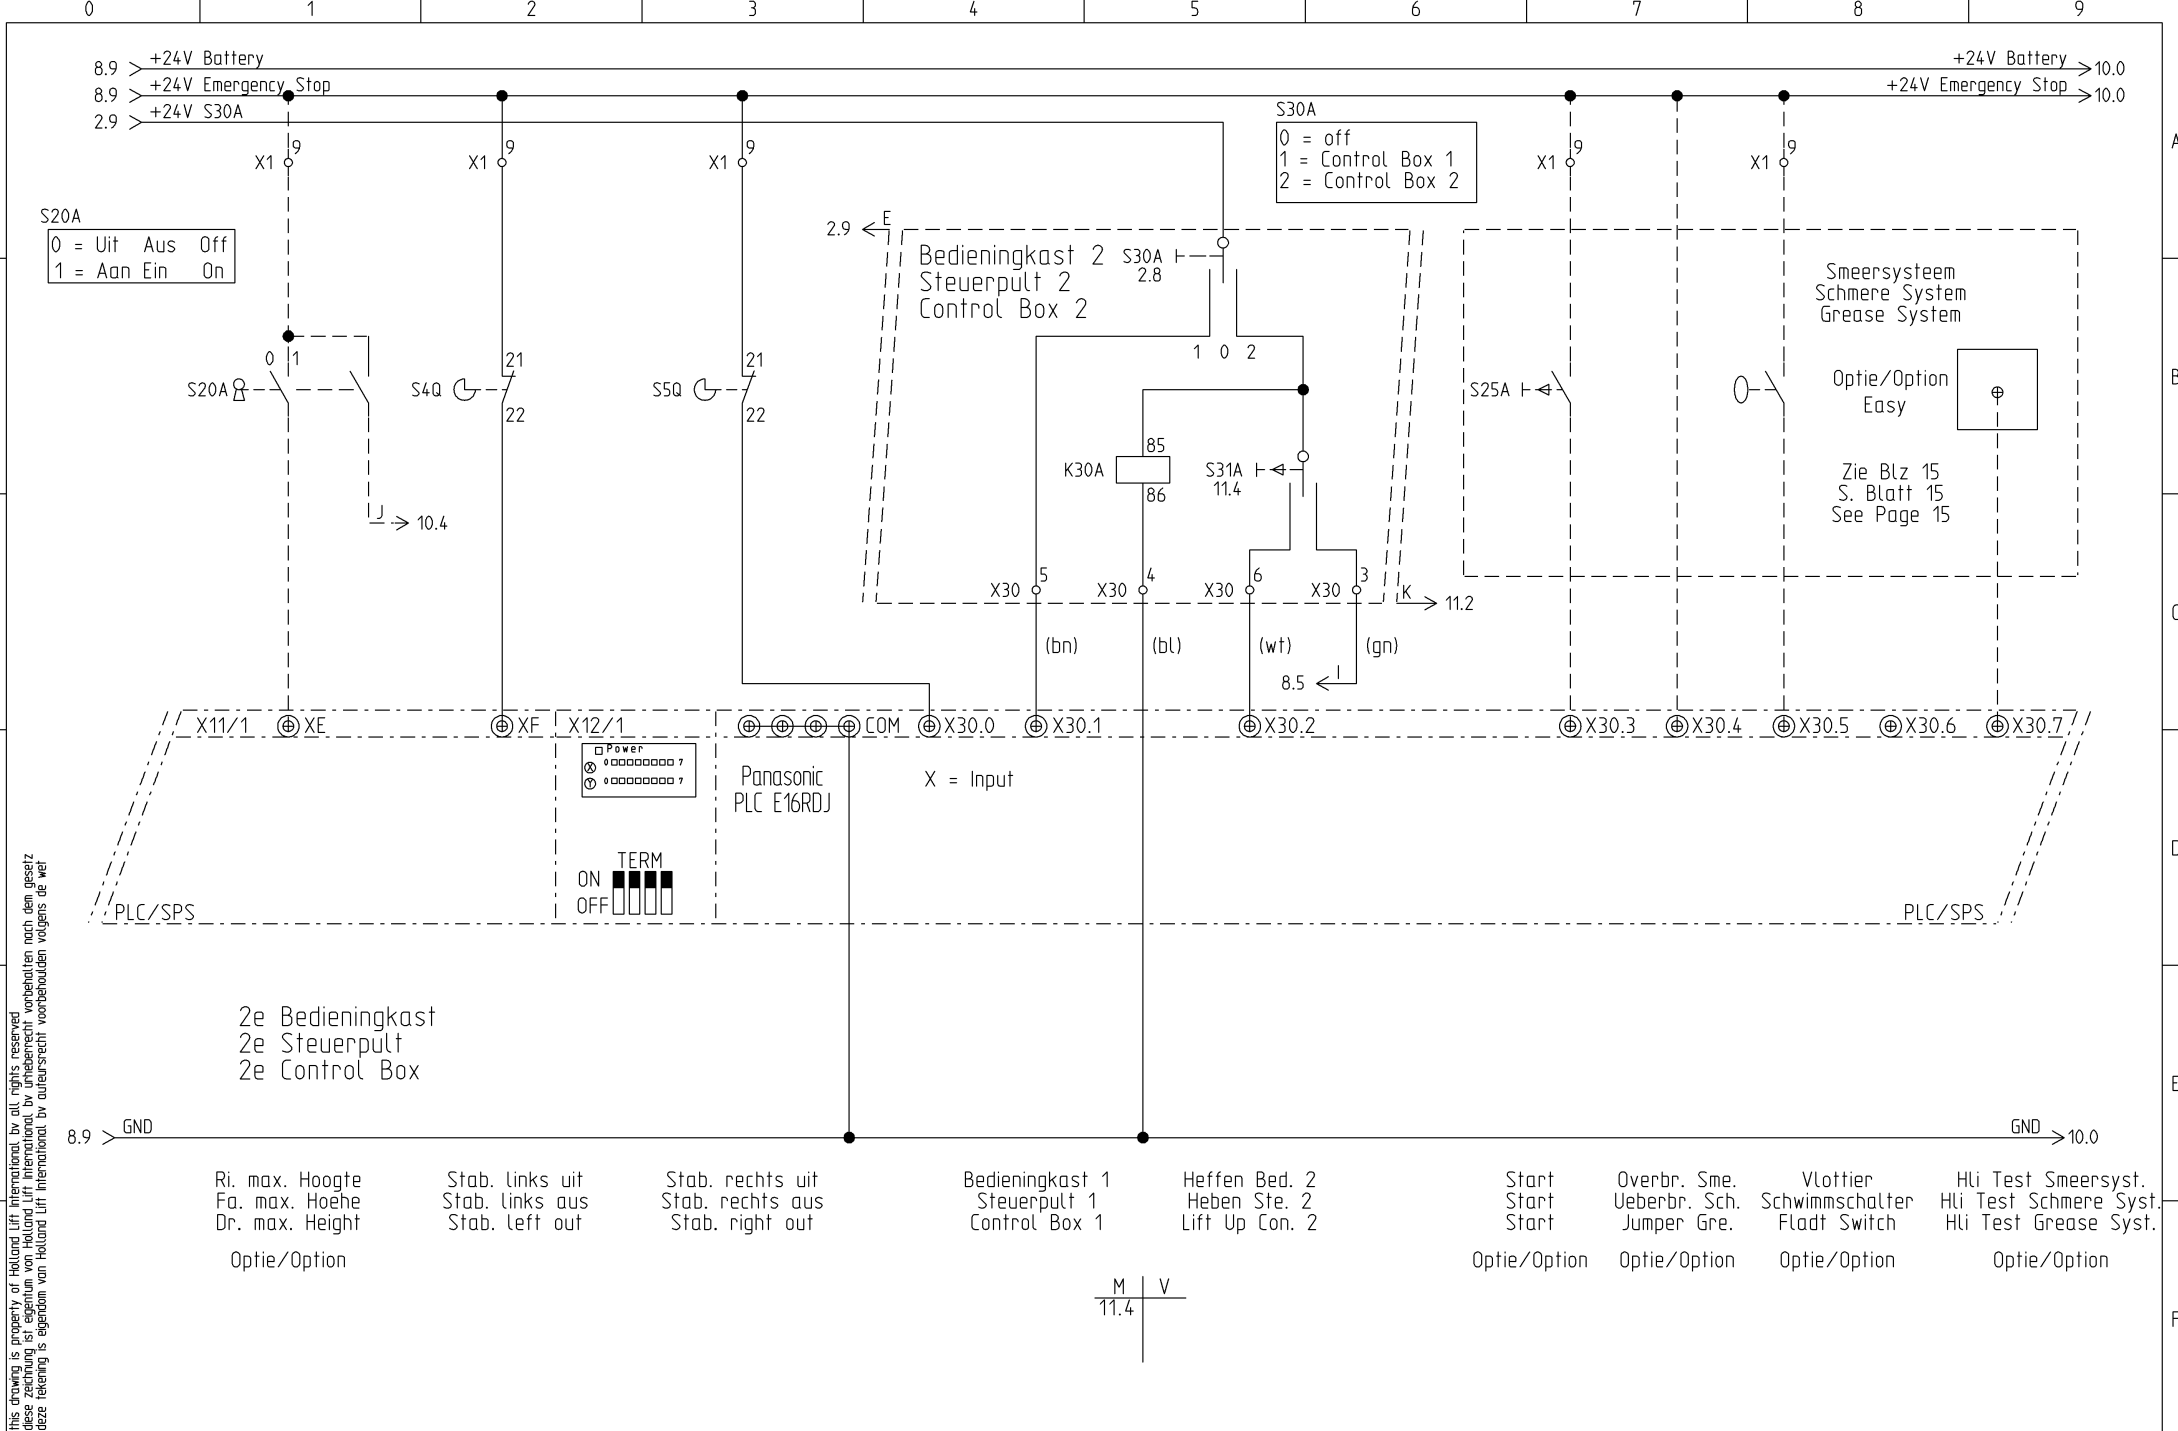 0 1 2 3 4 5 6 7 8 9
8.9 +24V Battery +24V Battery 10.0
8.9 +24V Emergency Stop +24V Emergency Stop 10.0
2.9 +24V S30A
S30A
0 = off
1 = Control Box 1
2 = Control Box 2
A
X1 9 X1 9 X1 9 X1 9 X1 9
S20A
0 = Uit Aus Off
1 = Aan Ein On
2.9 E
Bedieningkast 2
Steuerpult 2
Control Box 2
S30A
2.8
1 0 2
Smeersysteem
Schmere System
Grease System
0 1
S20A
S4Q 21
22
S5Q 21
22
S25A
Optie/Option
Easy
B
K30A 85
86
S31A
11.4
Zie Blz 15
S. Blatt 15
See Page 15
J 10.4
X30 5 X30 4 X30 6 X30 3
K 11.2
C
(bn) (bl) (wt) (gn)
8.5 I
X11/1 XE XF X12/1 COM X30.0 X30.1 X30.2 X30.3 X30.4 X30.5 X30.6 X30.7
Power
X 0 7
Y 0 7
Panasonic
PLC E16RDJ
X = Input
TERM
ON
OFF
D
PLC/SPS PLC/SPS
2e Bedieningkast
2e Steuerpult
2e Control Box
E
8.9 GND GND 10.0
Ri. max. Hoogte
Fa. max. Hoehe
Dr. max. Height
Optie/Option
Stab. links uit
Stab. links aus
Stab. left out
Stab. rechts uit
Stab. rechts aus
Stab. right out
Bedieningkast 1
Steuerpult 1
Control Box 1
Heffen Bed. 2
Heben Ste. 2
Lift Up Con. 2
Start
Start
Start
Optie/Option
Overbr. Sme.
Ueberbr. Sch.
Jumper Gre.
Optie/Option
Vlottier
Schwimmschalter
Fladt Switch
Optie/Option
Hli Test Smeersyst.
Hli Test Schmere Syst.
Hli Test Grease Syst.
Optie/Option
M V
11.4
F
this drawing is property of Holland Lift International bv all rights reserved
diese zeichnung ist eigentum von Holland Lift International bv urheberrecht vorbehalten nach dem gesetz
deze tekening is eigendom van Holland Lift International bv auteursrecht voorbehoulden volgens de wet